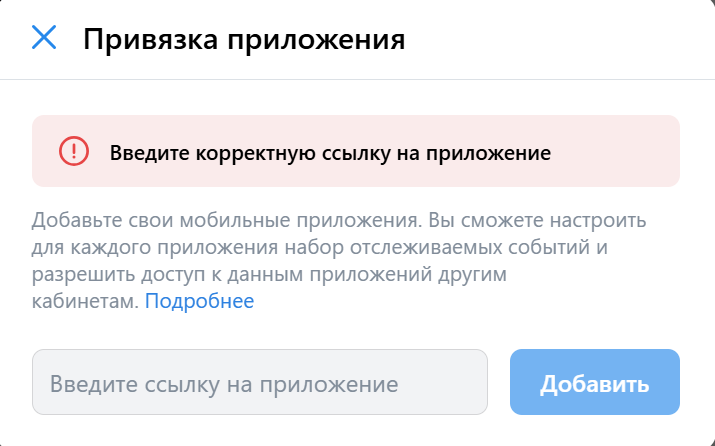 Привязка приложения
Введите корректную ссылку на приложение
Добавьте свои мобильные приложения. Вы сможете настроить
для каждого приложения набор отслеживаемых событий и
разрешить доступ к данным приложений другим
кабинетам. Подробнее
Введите ссылку на приложение
Добавить